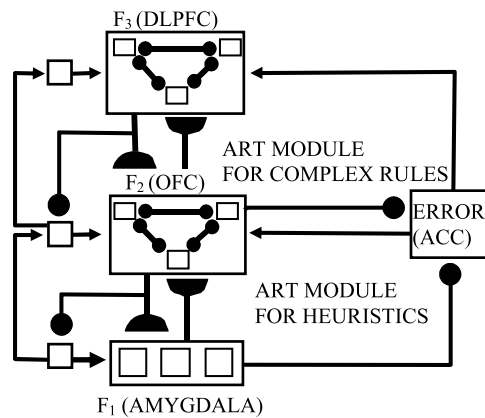 F₃ (DLPFC)
ART MODULE
FOR COMPLEX RULES
F₂ (OFC)
ERROR
(ACC)
ART MODULE
FOR HEURISTICS
F₁ (AMYGDALA)